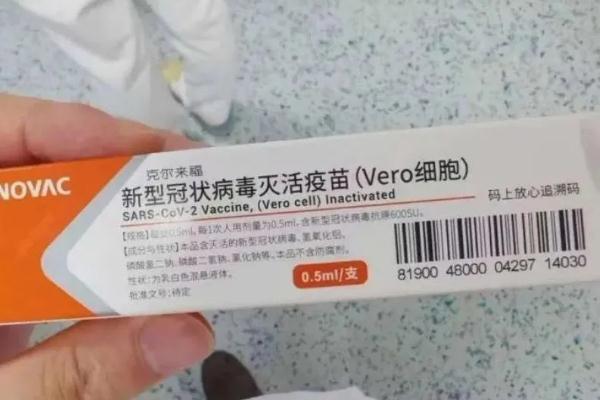 NOVAC
克尔来福
新型冠状病毒灭活疫苗(Vero细胞)
SARS-CoV-2 Vaccine, (Vero cell) Inactivated
【规格】每支0.5ml, 每1次人用剂量为0.5ml, 含新型冠状病毒抗原600SU。
【成分与性状】本品含灭活的新型冠状病毒、氢氧化铝、
磷酸氢二钠、磷酸二氢钠、氯化钠等, 本品不含防腐剂。
性状: 为乳白色混悬液体。
批准文号: 待定
0.5ml/支
码上放心追溯码
81900 48000 04297 14030